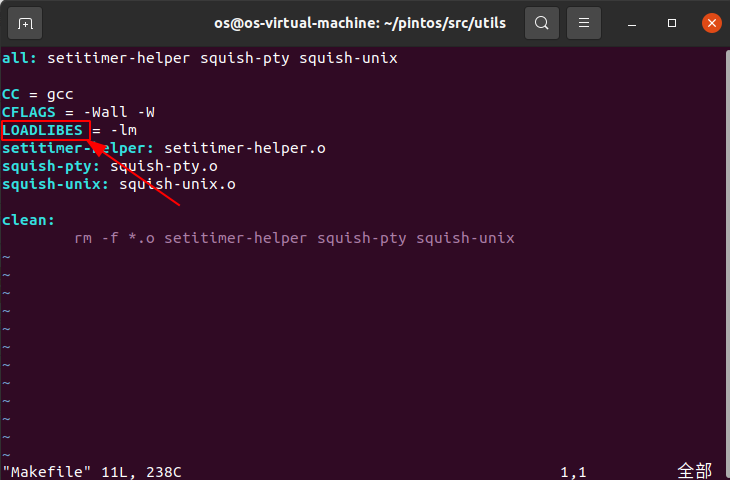 os@os-virtual-machine: ~/pintos/src/utils
all: setitimer-helper squish-pty squish-unix
CC = gcc
CFLAGS = -Wall -W
LOADLIBES = -lm
setitimer-helper: setitimer-helper.o
squish-pty: squish-pty.o
squish-unix: squish-unix.o
clean:
        rm -f *.o setitimer-helper squish-pty squish-unix
~
~
~
~
~
~
~
~
~
~
~
~
"Makefile" 11L, 238C 1,1 全部